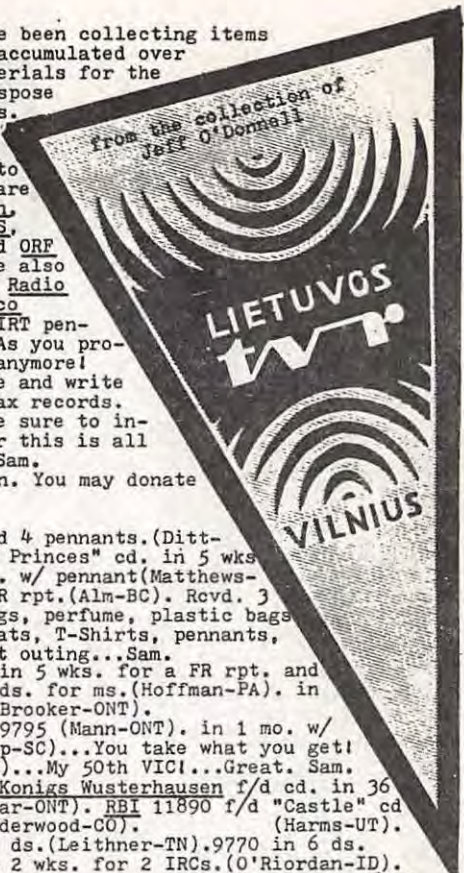 e been collecting items
accumulated over
erials for the
spose
s.
to
are
l,
S,
d ORF
e also
Radio
co
IRT pen-
As you pro-
anymore!
e and write
ax records.
e sure to in-
r this is all
Sam.
n. You may donate
d 4 pennants.(Ditt-
Princes" cd. in 5 wks
. w/ pennant(Matthews-
R rpt.(Alm-BC). Rcvd. 3
gs, perfume, plastic bags
ats, T-Shirts, pennants,
t outing...Sam.
in 5 wks. for a FR rpt. and
ds. for ms.(Hoffman-PA). in
Brooker-ONT).
9795 (Mann-ONT). in 1 mo. w/
p-SC)...You take what you get!
)...My 50th VIC!...Great. Sam.
Konigs Wusterhausen f/d cd. in 36
ar-ONT). RBI 11890 f/d "Castle" cd
derwood-CO). (Harms-UT).
ds.(Leithner-TN).9770 in 6 ds.
2 wks. for 2 IRCs.(O'Riordan-ID).
from the collection of
Jeff O'Donnell
LIETUVOS
tvr
VILNIUS